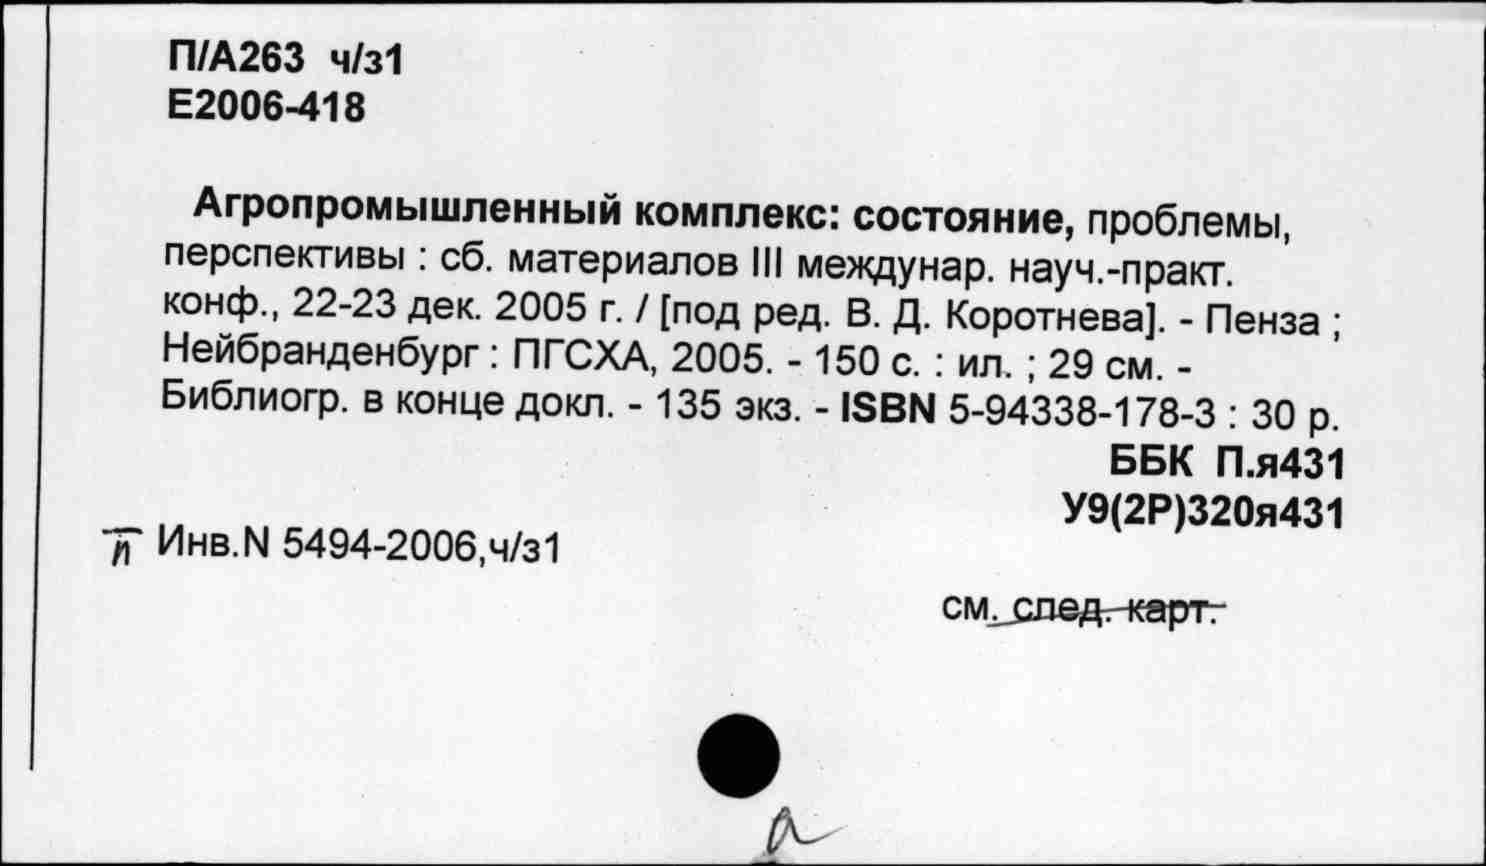 П/А263 ч/з1
Е2006-418
Агропромышленный комплекс: состояние, проблемы,
перспективы : сб. материалов III междунар. науч.-практ.
конф., 22-23 дек. 2005 г. / [под ред. В. Д. Коротнева]. - Пенза ;
Нейбранденбург : ПГСХА, 2005. - 150 с. : ил. ; 29 см. -
Библиогр. в конце докл. - 135 экз. - ISBN 5-94338-178-3 : 30 р.
ББК П.я431
У9(2Р)320я431
Инв.N 5494-2006,ч/з1
см. след. карт.
а